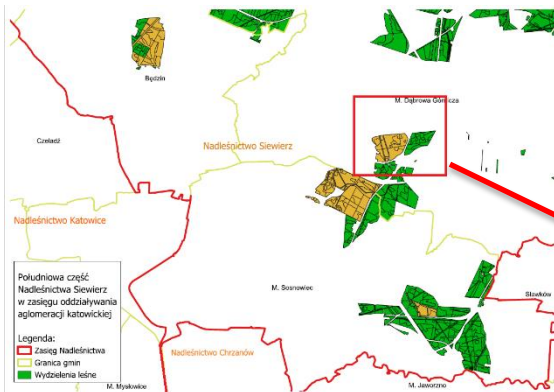 Będzin
M. Dąbrowa Górnicza
Czeladź
Nadleśnictwo Siewierz
Nadleśnictwo Katowice
Południowa część
Nadleśnictwa Siewierz
w zasięgu oddziaływania
aglomeracji katowickiej
Legenda:
Zasięg Nadleśnictwa
Granica gmin
Wydzielenia leśne
M. Sosnowiec
Sławków
Nadleśnictwo Chrzanów
M. Mysłowice
M. Jaworzno